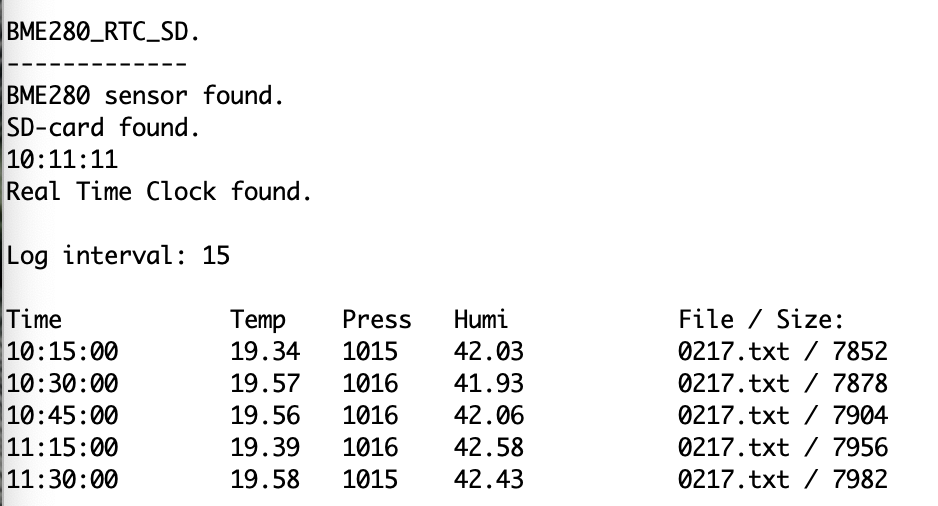 BME280_RTC_SD.
-------------
BME280 sensor found.
SD-card found.
10:11:11
Real Time Clock found.
Log interval: 15
Time Temp Press Humi File / Size:
10:15:00 19.34 1015 42.03 0217.txt / 7852
10:30:00 19.57 1016 41.93 0217.txt / 7878
10:45:00 19.56 1016 42.06 0217.txt / 7904
11:15:00 19.39 1016 42.58 0217.txt / 7956
11:30:00 19.58 1015 42.43 0217.txt / 7982